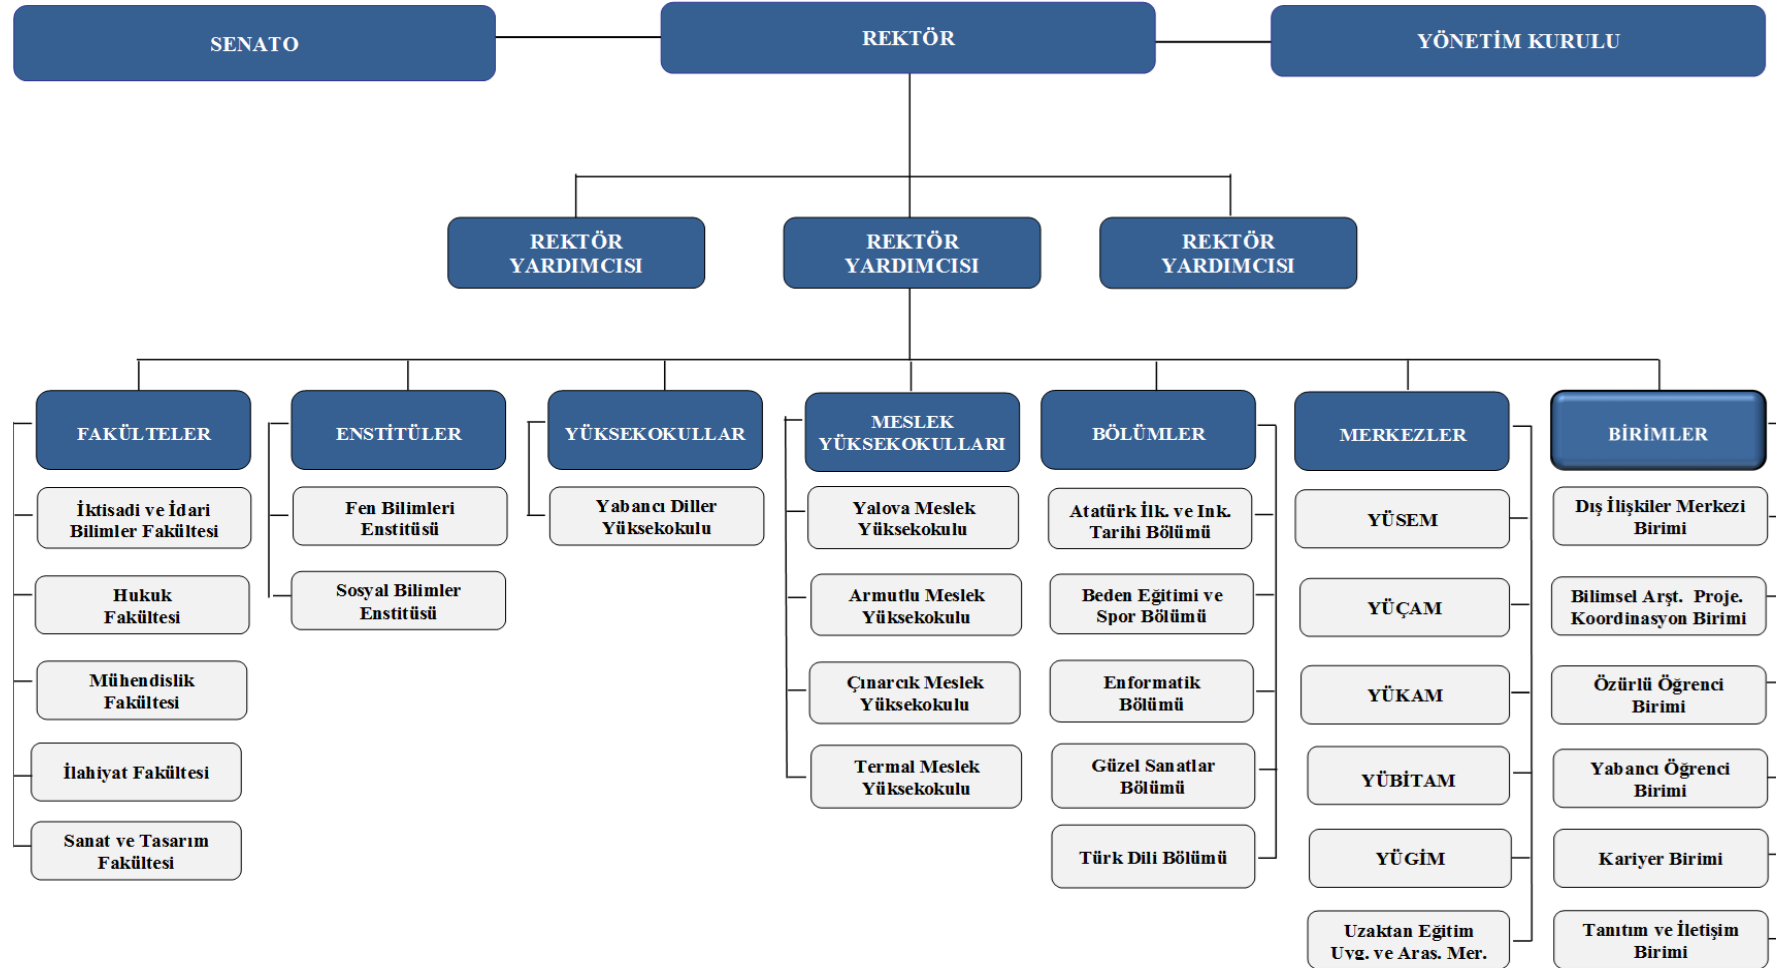 SENATO
REKTÖR
YÖNETİM KURULU
REKTÖR
YARDIMCISI
REKTÖR
YARDIMCISI
REKTÖR
YARDIMCISI
FAKÜLTELER
İktisadi ve İdari
Bilimler Fakültesi
Hukuk
Fakültesi
Mühendislik
Fakültesi
İlahiyat Fakültesi
Sanat ve Tasarım
Fakültesi
ENSTİTÜLER
Fen Bilimleri
Enstitüsü
Sosyal Bilimler
Enstitüsü
YÜKSEKOKULLAR
Yabancı Diller
Yüksekokulu
MESLEK
YÜKSEKOKULLARI
Yalova Meslek
Yüksekokulu
Armutlu Meslek
Yüksekokulu
Çınarcık Meslek
Yüksekokulu
Termal Meslek
Yüksekokulu
BÖLÜMLER
Atatürk İlk. ve Ink.
Tarihi Bölümü
Beden Eğitimi ve
Spor Bölümü
Enformatik
Bölümü
Güzel Sanatlar
Bölümü
Türk Dili Bölümü
MERKEZLER
YÜSEM
YÜÇAM
YÜKAM
YÜBİTAM
YÜGİM
Uzaktan Eğitim
Uyg. ve Araş. Mer.
BİRİMLER
Dış İlişkiler Merkezi
Birimi
Bilimsel Arşt. Proje.
Koordinasyon Birimi
Özürlü Öğrenci
Birimi
Yabancı Öğrenci
Birimi
Kariyer Birimi
Tanıtım ve İletişim
Birimi